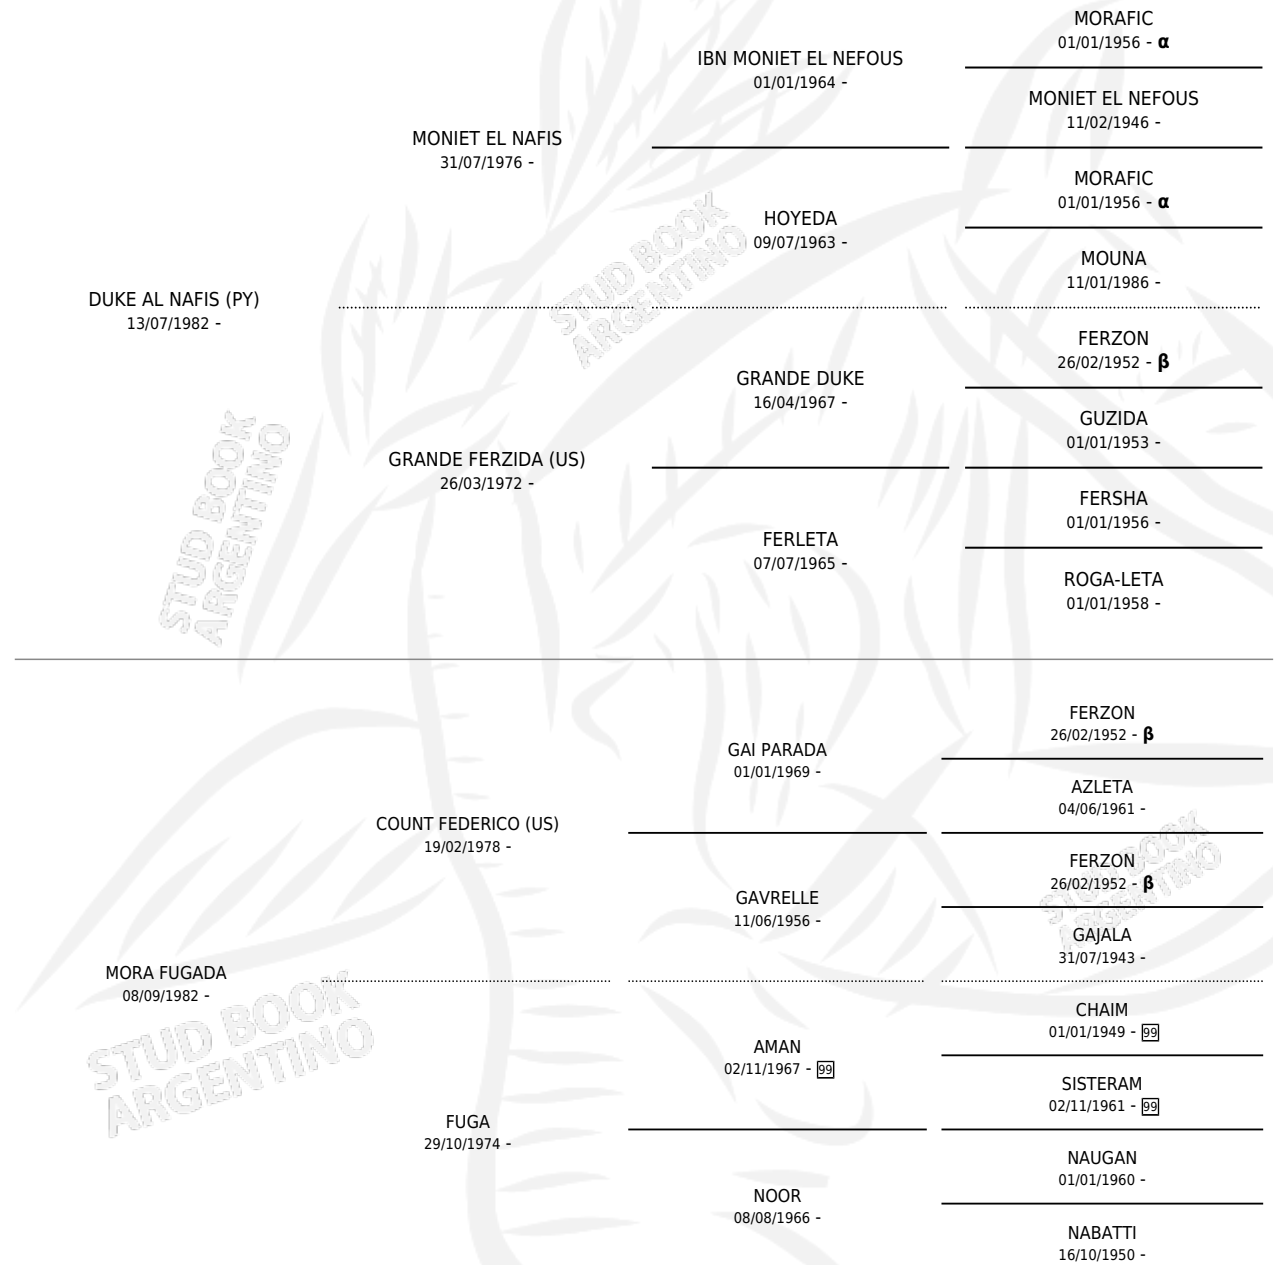 MORAFIC
01/01/1956 - α
IBN MONIET EL NEFOUS
01/01/1964 -
MONIET EL NEFOUS
11/02/1946 -
MONIET EL NAFIS
31/07/1976 -
MORAFIC
01/01/1956 - α
HOYEDA
09/07/1963 -
MOUNA
11/01/1986 -
DUKE AL NAFIS (PY)
13/07/1982 -
FERZON
26/02/1952 - β
GRANDE DUKE
16/04/1967 -
GUZIDA
01/01/1953 -
GRANDE FERZIDA (US)
26/03/1972 -
FERSHA
01/01/1956 -
FERLETA
07/07/1965 -
ROGA-LETA
01/01/1958 -
STUD BOOK
ARGENTINO
STUD BOOK
ARGENTINO
FERZON
26/02/1952 - β
GAI PARADA
01/01/1969 -
AZLETA
04/06/1961 -
COUNT FEDERICO (US)
19/02/1978 -
FERZON
26/02/1952 - β
GAVRELLE
11/06/1956 -
GAJALA
31/07/1943 -
STUD BOOK
ARGENTINO
MORA FUGADA
08/09/1982 -
CHAIM
01/01/1949 - 99
AMAN
02/11/1967 - 99
SISTERAM
02/11/1961 - 99
FUGA
29/10/1974 -
NAUGAN
01/01/1960 -
NOOR
08/08/1966 -
NABATTI
16/10/1950 -
STUD BOOK
ARGENTINO